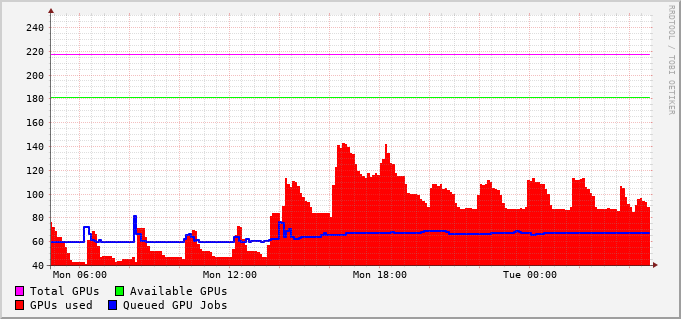 RRDTOOL / TOBI OETIKER
240
220
200
180
160
140
120
100
80
60
40
Mon 06:00 Mon 12:00 Mon 18:00 Tue 00:00
Total GPUs Available GPUs
GPUs used Queued GPU Jobs